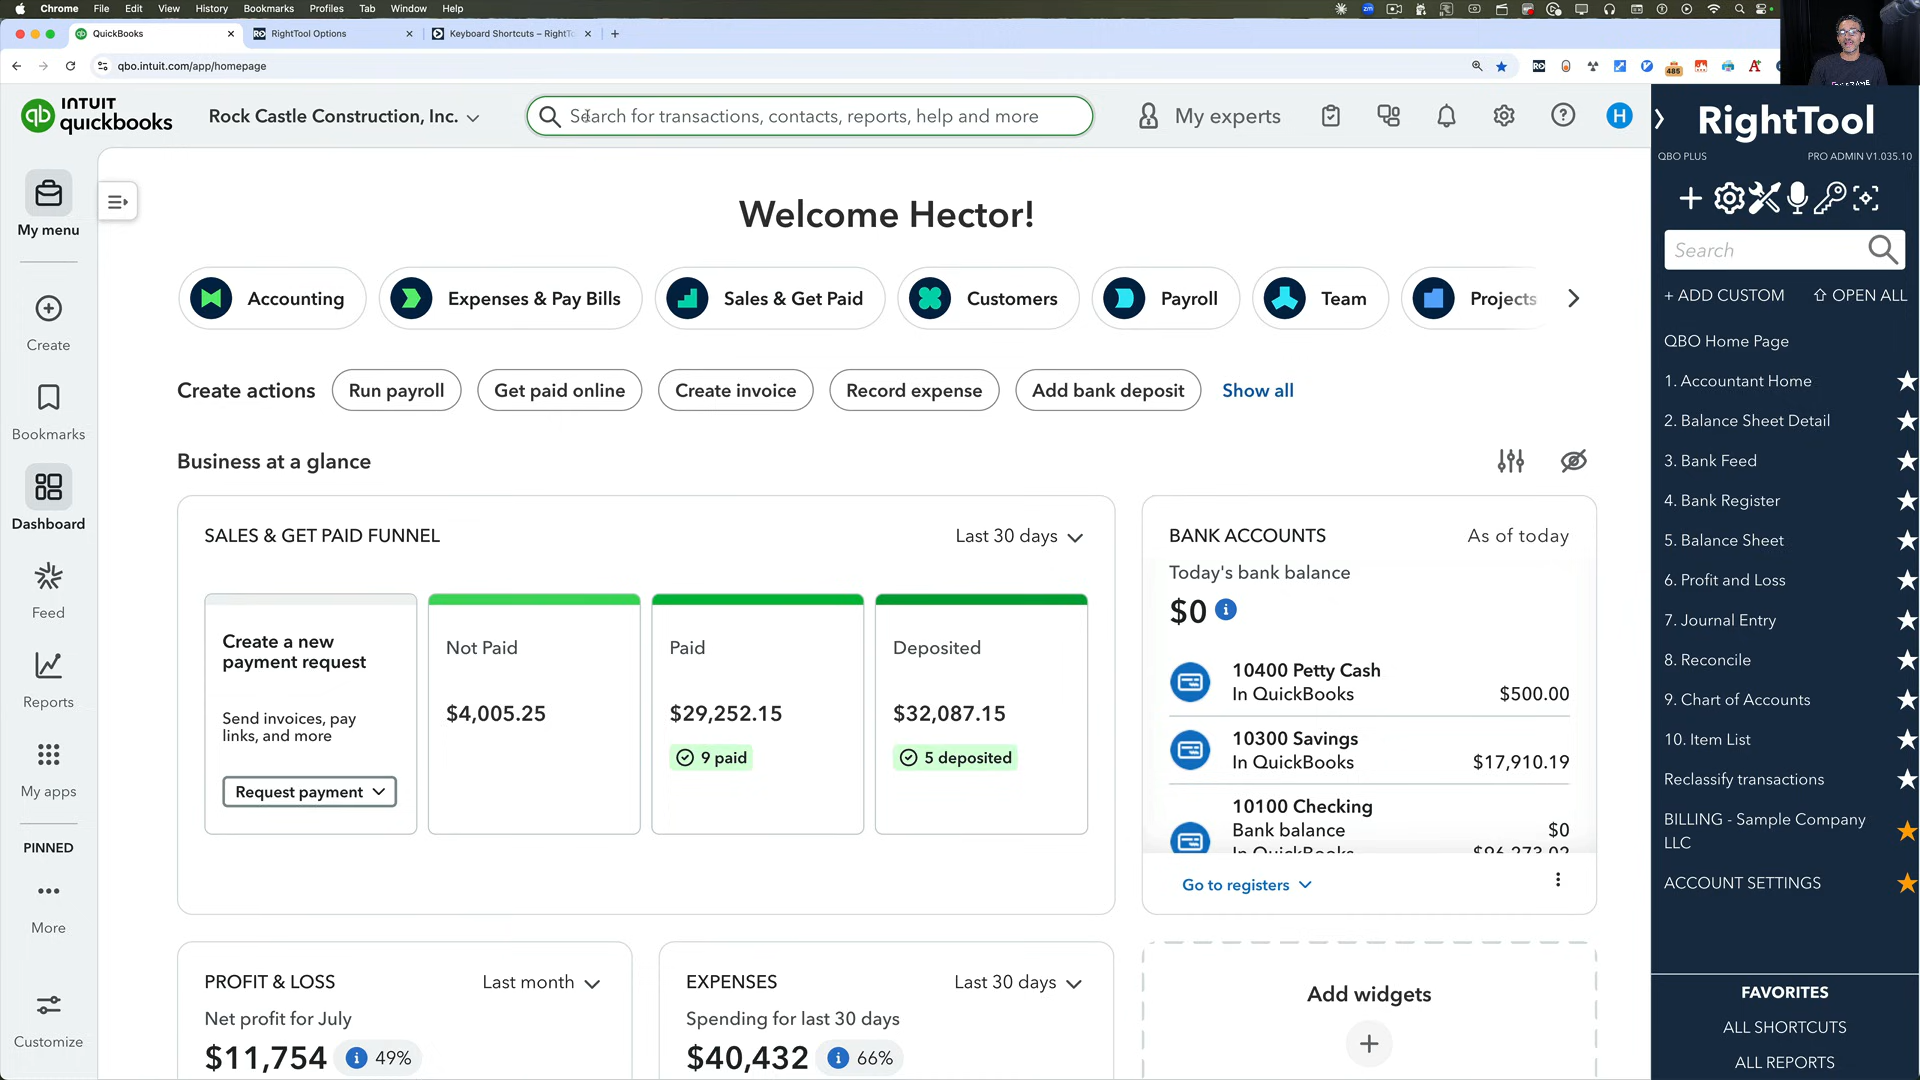 Chrome File Edit View History Bookmarks Profiles Tab Window Help
QuickBooks
RightTool Options
Keyboard Shortcuts – RightTo
qbo.intuit.com/app/homepage
485
INTUIT
quickbooks
Rock Castle Construction, Inc.
Search for transactions, contacts, reports, help and more
My experts
H
My menu
Create
Bookmarks
Dashboard
Feed
Reports
My apps
PINNED
More
Customize
Welcome Hector!
Accounting
Expenses & Pay Bills
Sales & Get Paid
Customers
Payroll
Team
Projects
Create actions
Run payroll
Get paid online
Create invoice
Record expense
Add bank deposit
Show all
Business at a glance
SALES & GET PAID FUNNEL
Last 30 days
Create a new
payment request
Send invoices, pay
links, and more
Request payment
Not Paid
$4,005.25
Paid
$29,252.15
9 paid
Deposited
$32,087.15
5 deposited
BANK ACCOUNTS
As of today
Today's bank balance
$0
10400 Petty Cash
In QuickBooks $500.00
10300 Savings
In QuickBooks $17,910.19
10100 Checking
Bank balance $0
In QuickBooks $96,273.02
Go to registers
PROFIT & LOSS
Last month
Net profit for July
$11,754
49%
EXPENSES
Last 30 days
Spending for last 30 days
$40,432
66%
Add widgets
RightTool
QBO PLUS
PRO ADMIN V1.035.10
Search
+ ADD CUSTOM
OPEN ALL
QBO Home Page
1. Accountant Home
2. Balance Sheet Detail
3. Bank Feed
4. Bank Register
5. Balance Sheet
6. Profit and Loss
7. Journal Entry
8. Reconcile
9. Chart of Accounts
10. Item List
Reclassify transactions
BILLING - Sample Company
LLC
ACCOUNT SETTINGS
FAVORITES
ALL SHORTCUTS
ALL REPORTS